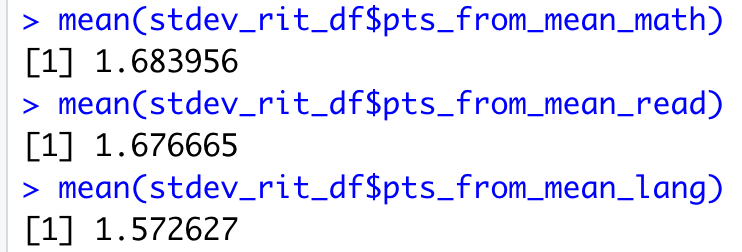 > mean(stdev_rit_df$pts_from_mean_math)
[1] 1.683956
> mean(stdev_rit_df$pts_from_mean_read)
[1] 1.676665
> mean(stdev_rit_df$pts_from_mean_lang)
[1] 1.572627